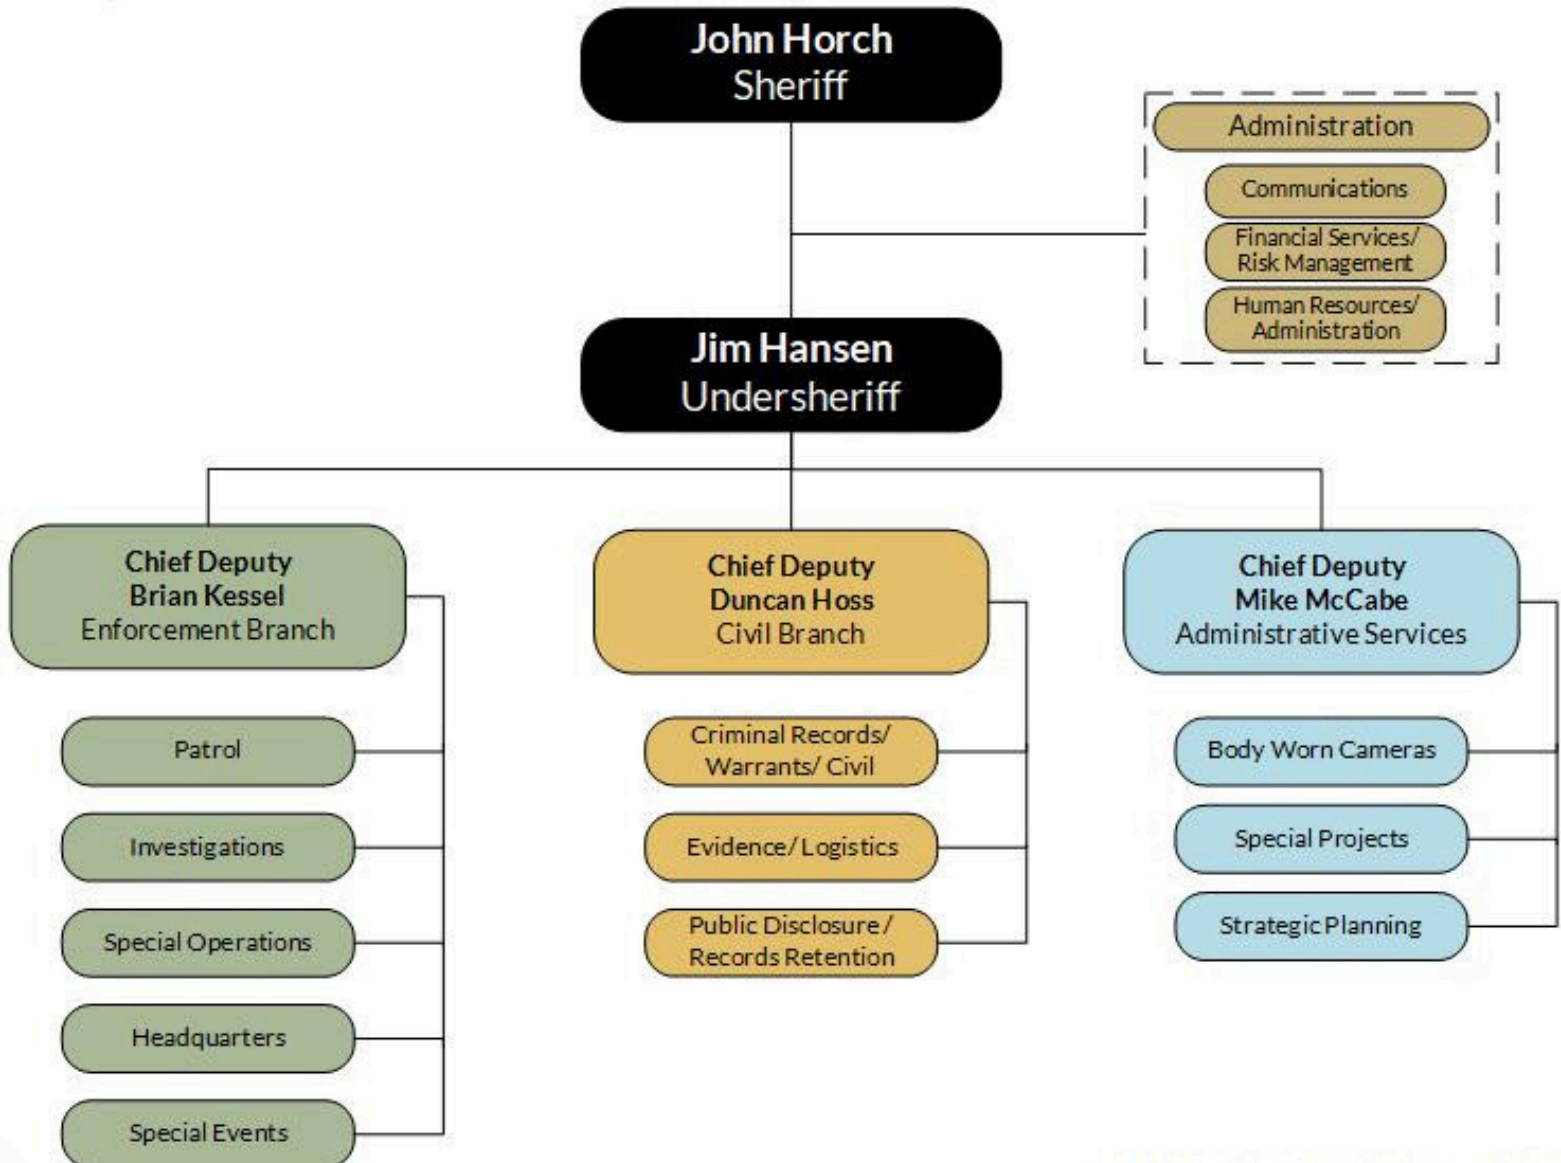 John Horch
Sheriff
Administration
Communications
Financial Services/
Risk Management
Human Resources/
Administration
Jim Hansen
Undersheriff
Chief Deputy
Brian Kessel
Enforcement Branch
Patrol
Investigations
Special Operations
Headquarters
Special Events
Chief Deputy
Duncan Hoss
Civil Branch
Criminal Records/
Warrants/ Civil
Evidence/ Logistics
Public Disclosure /
Records Retention
Chief Deputy
Mike McCabe
Administrative Services
Body Worn Cameras
Special Projects
Strategic Planning